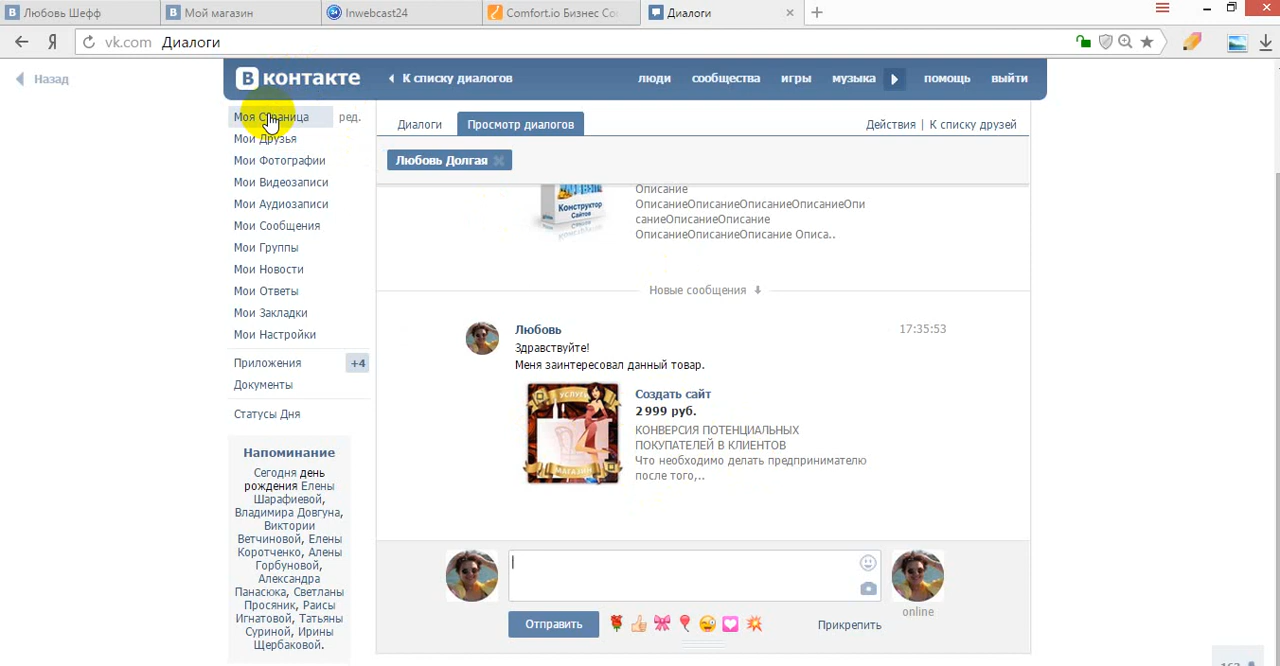 Любовь Шефф
Мой магазин
Inwebcast24
Comfort.io Бизнес Со
Диалоги
Я
vk.com Диалоги
Назад
В контакте
К списку диалогов
люди
сообщества
игры
музыка
помощь
выйти
Моя Страница
ред.
Мои Друзья
Мои Фотографии
Мои Видеозаписи
Мои Аудиозаписи
Мои Сообщения
Мои Группы
Мои Новости
Мои Ответы
Мои Закладки
Мои Настройки
Приложения
+4
Документы
Статусы Дня
Напоминание
Сегодня день
рождения Елены
Шарафиевой,
Владимира Довгуна,
Виктории
Ветчиновой, Елены
Коротченко, Алены
Горбуновой,
Александра
Панасюка, Светланы
Просяник, Раисы
Игнатовой, Татьяны
Суриной, Ирины
Щербаковой.
Диалоги
Просмотр диалогов
Действия | К списку друзей
Любовь Долгая
Конструктор
Сайтов
Описание
ОписаниеОписаниеОписаниеОписаниеОпи
саниеОписаниеОписание
ОписаниеОписаниеОписание Описа..
Новые сообщения
Любовь
17:35:53
Здравствуйте!
Меня заинтересовал данный товар.
УСЛУГИ
МАГАЗИН
Создать сайт
2 999 руб.
КОНВЕРСИЯ ПОТЕНЦИАЛЬНЫХ
ПОКУПАТЕЛЕЙ В КЛИЕНТОВ
Что необходимо делать предпринимателю
после того,..
online
Отправить
Прикрепить